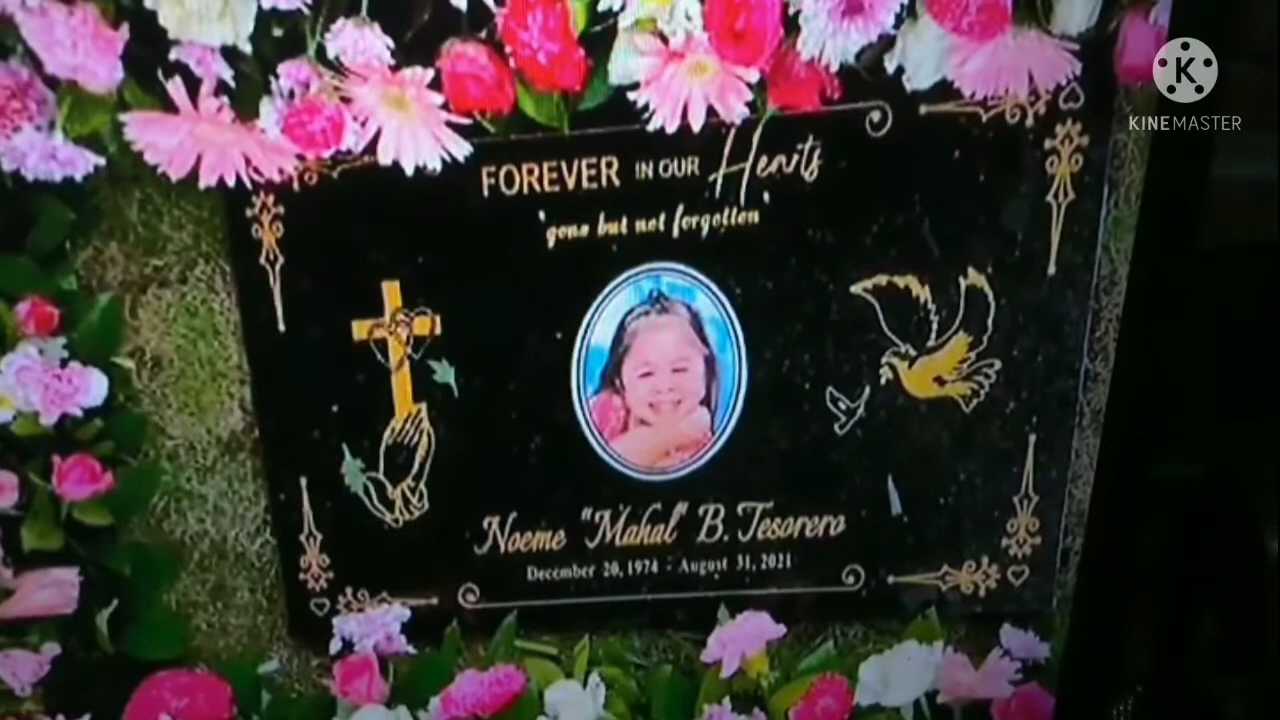 FOREVER IN OUR Hearts
"gone but not forgotten"
Noeme "Mahal" B. Tesorero
December 20, 1974 - August 31, 2021
K
KINEMASTER